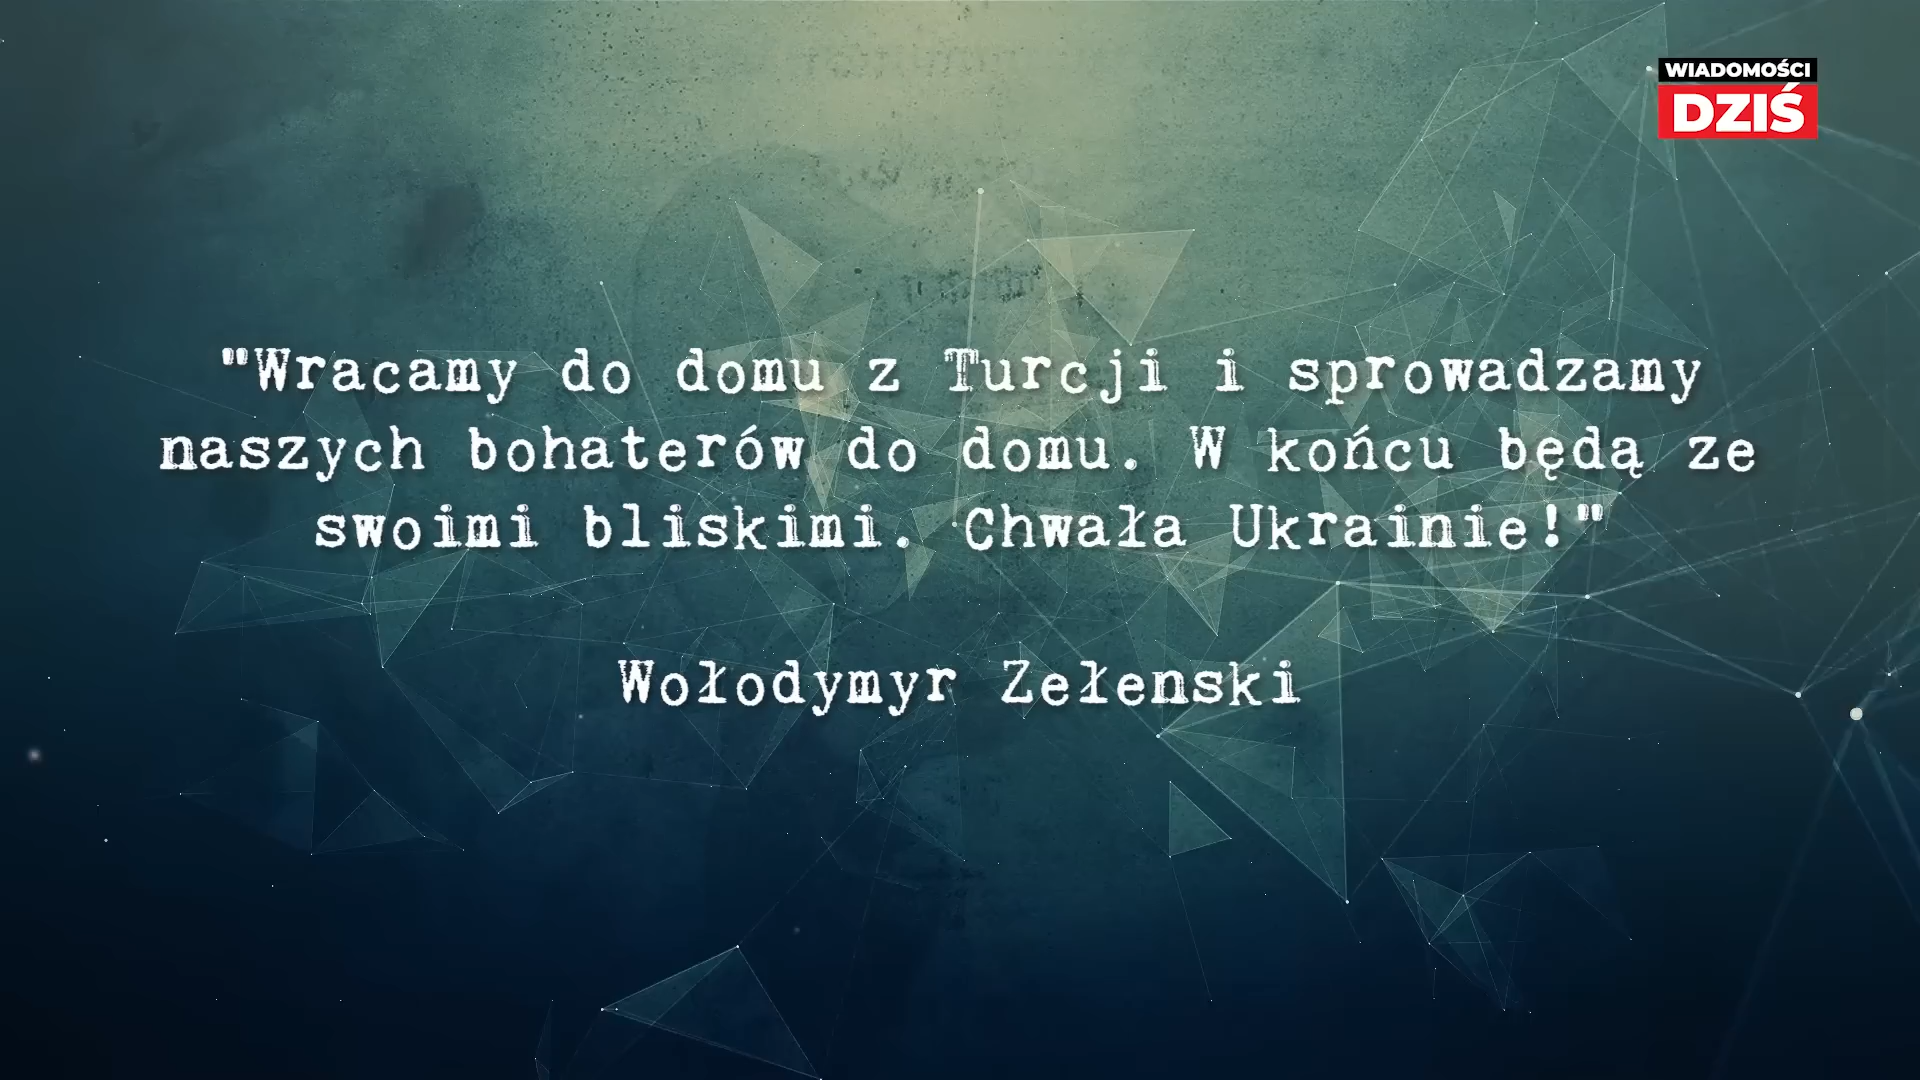 WIADOMOŚCI
DZIŚ
"Wracamy do domu z Turcji i sprowadzamy
naszych bohaterów do domu. W końcu będą ze
swoimi bliskimi. Chwała Ukrainie!"
Wołodymyr Zełenski